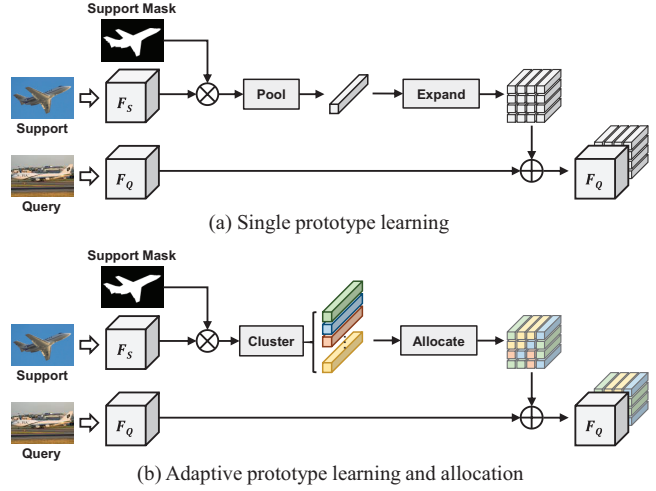 Support Mask
F_S
Pool
Expand
Support
F_Q
F_Q
Query
(a) Single prototype learning
Support Mask
F_S
Cluster
Allocate
Support
F_Q
F_Q
Query
(b) Adaptive prototype learning and allocation